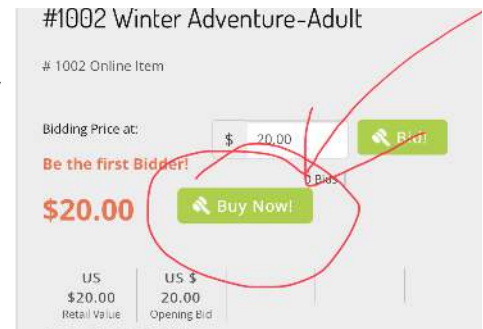 #1002 Winter Adventure-Adult
# 1002 Online Item
Bidding Price at:
$ 20.00 Bid!
Be the first Bidder!
0 Bids
$20.00 Buy Now!
US US $
$20.00 20.00
Retail Value Opening Bid